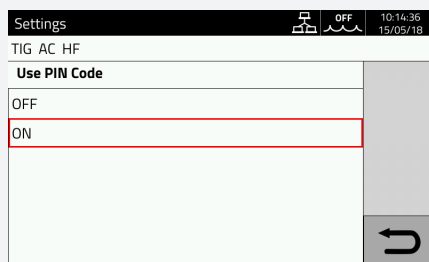 Settings
OFF
10:14:36
15/05/18
TIG AC HF
Use PIN Code
OFF
ON